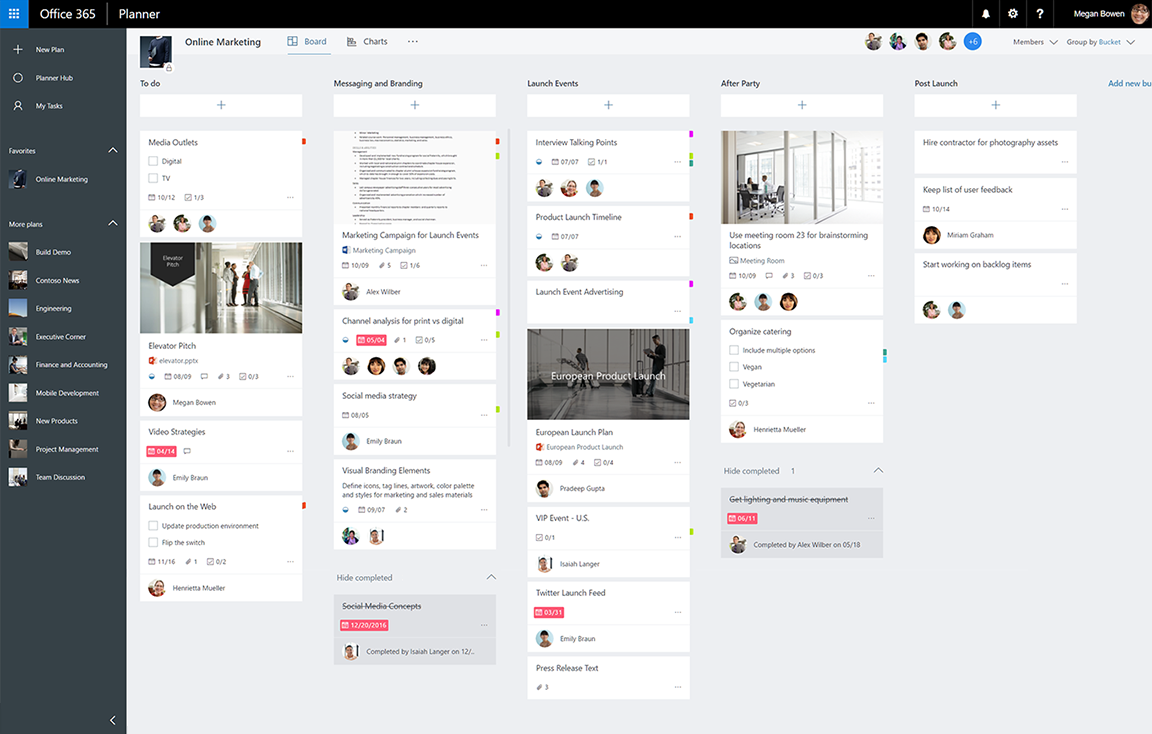 Office 365
Planner
Megan Bowen
New Plan
Planner Hub
My Tasks
Favorites
Online Marketing
More plans
Build Demo
Contoso News
Engineering
Executive Corner
Finance and Accounting
Mobile Development
New Products
Project Management
Team Discussion
Online Marketing
Board
Charts
+6
Members
Group by Bucket
To do
Media Outlets
Digital
TV
10/12 1/3
Elevator
Pitch
Elevator Pitch
elevator.pptx
08/09 3 0/3
Megan Bowen
Video Strategies
04/14
Emily Braun
Launch on the Web
Update production environment
Flip the switch
11/16 1 0/2
Henrietta Mueller
Messaging and Branding
Marketing Campaign for Launch Events
Marketing Campaign
10/09 5 1/6
Alex Wilber
Channel analysis for print vs digital
05/04 1 0/5
Social media strategy
08/05
Emily Braun
Visual Branding Elements
Define icons, tag lines, artwork, color palette
and styles for marketing and sales materials
09/07 2
Hide completed
Social Media Concepts
12/20/2016
Completed by Isaiah Langer on 12/..
Launch Events
Interview Talking Points
07/07 1/1
Product Launch Timeline
07/07
Launch Event Advertising
European Product Launch
European Launch Plan
European Product Launch
08/09 4 0/4
Pradeep Gupta
VIP Event - U.S.
0/1
Isaiah Langer
Twitter Launch Feed
03/31
Emily Braun
Press Release Text
3
After Party
Use meeting room 23 for brainstorming
locations
Meeting Room
10/09 3 0/3
Organize catering
Include multiple options
Vegan
Vegetarian
0/3
Henrietta Mueller
Hide completed 1
Get lighting and music equipment
06/11
Completed by Alex Wilber on 05/18
Post Launch
Hire contractor for photography assets
Keep list of user feedback
10/14
Miriam Graham
Start working on backlog items
Add new bu